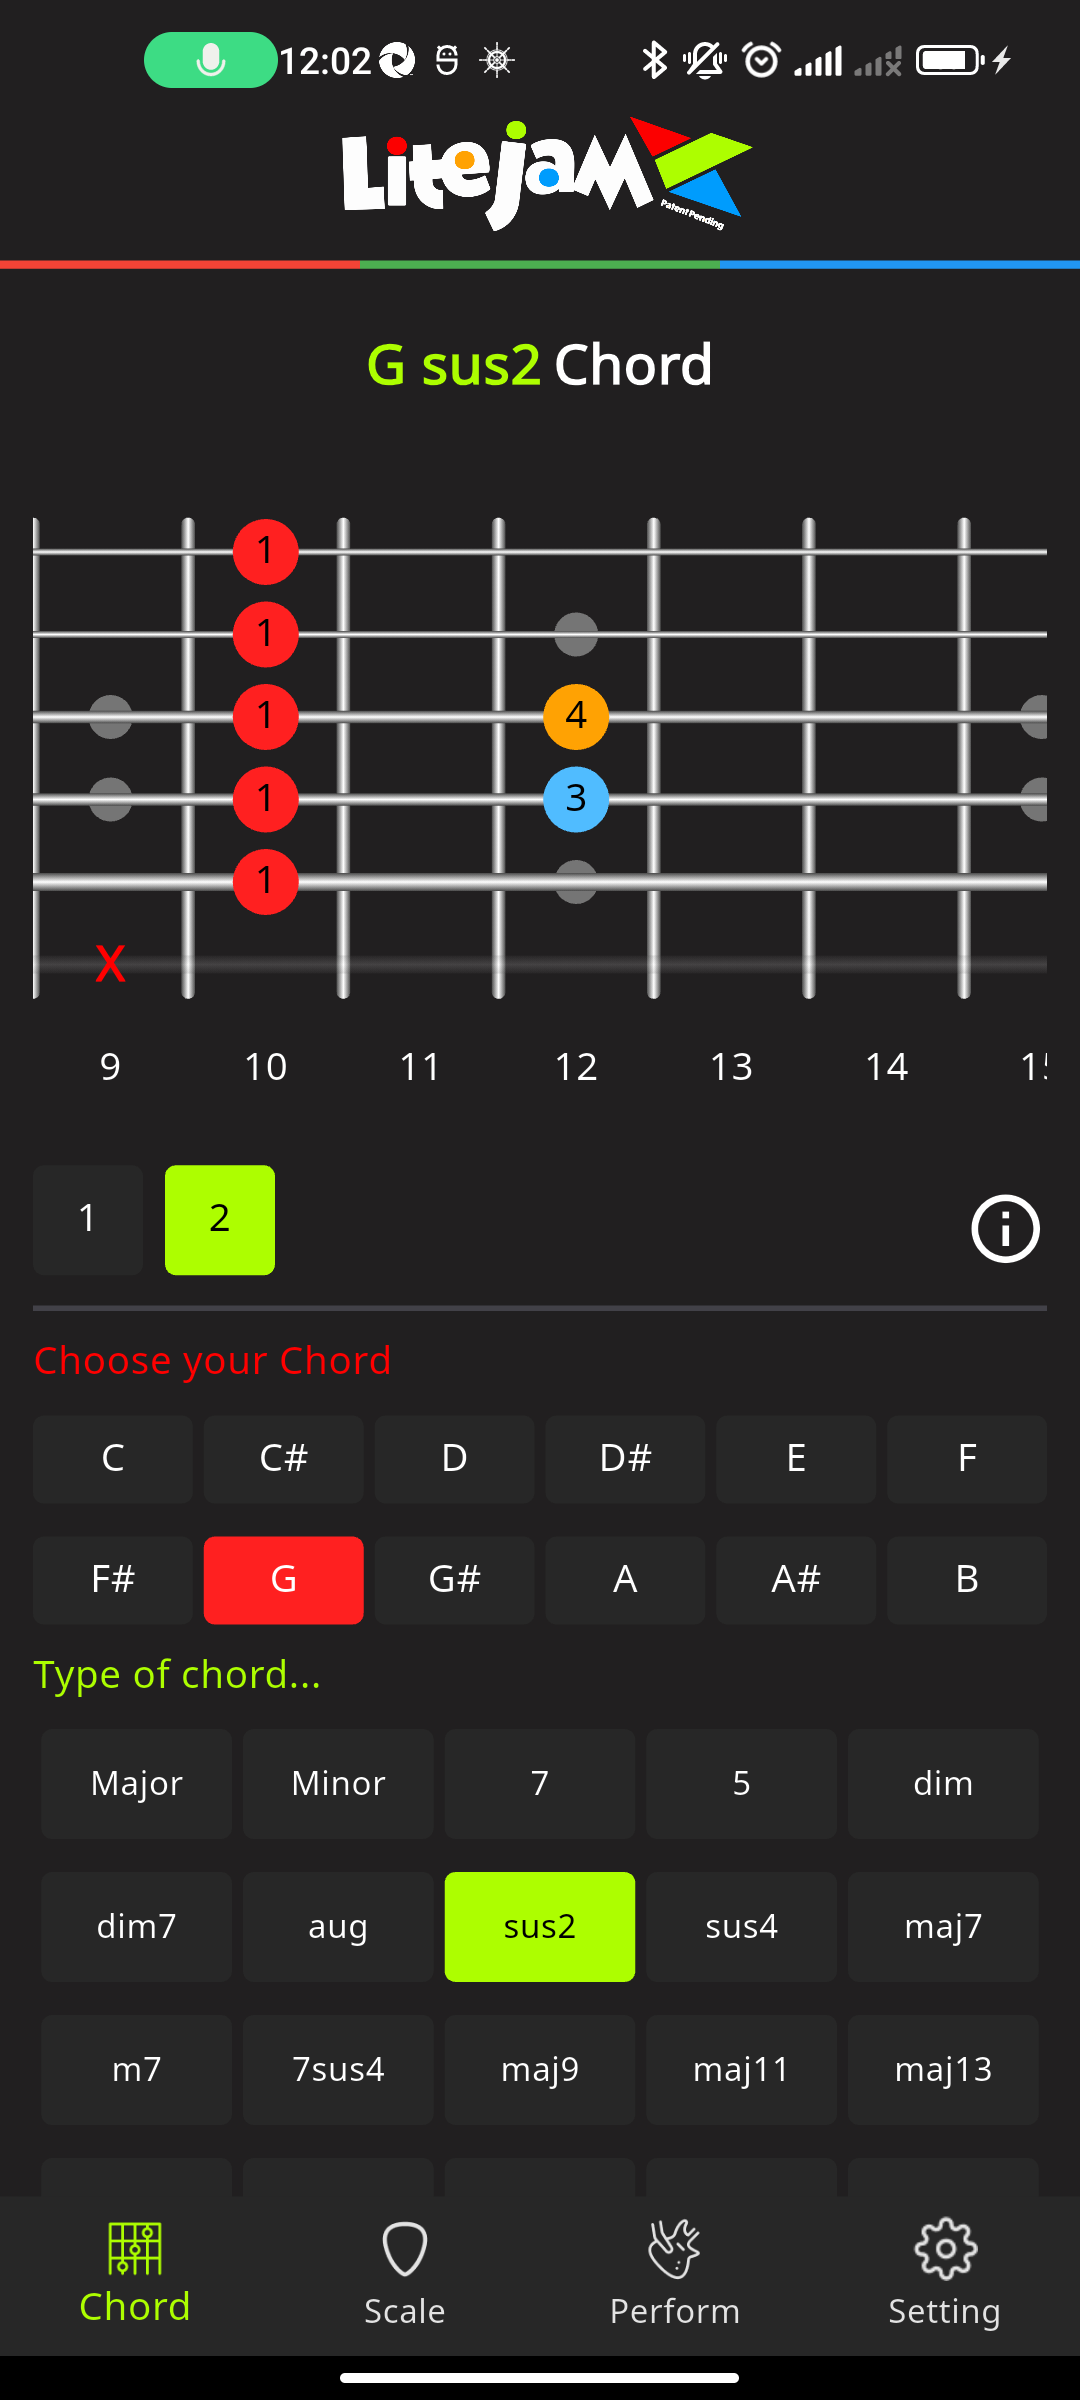 12:02
LiteJam
Patent Pending
G sus2 Chord
1
1
1 4
1 3
1
X
9 10 11 12 13 14
1 2
Choose your Chord
C C# D D# E F
F# G G# A A# B
Type of chord...
Major Minor 7 5 dim
dim7 aug sus2 sus4 maj7
m7 7sus4 maj9 maj11 maj13
Chord Scale Perform Setting